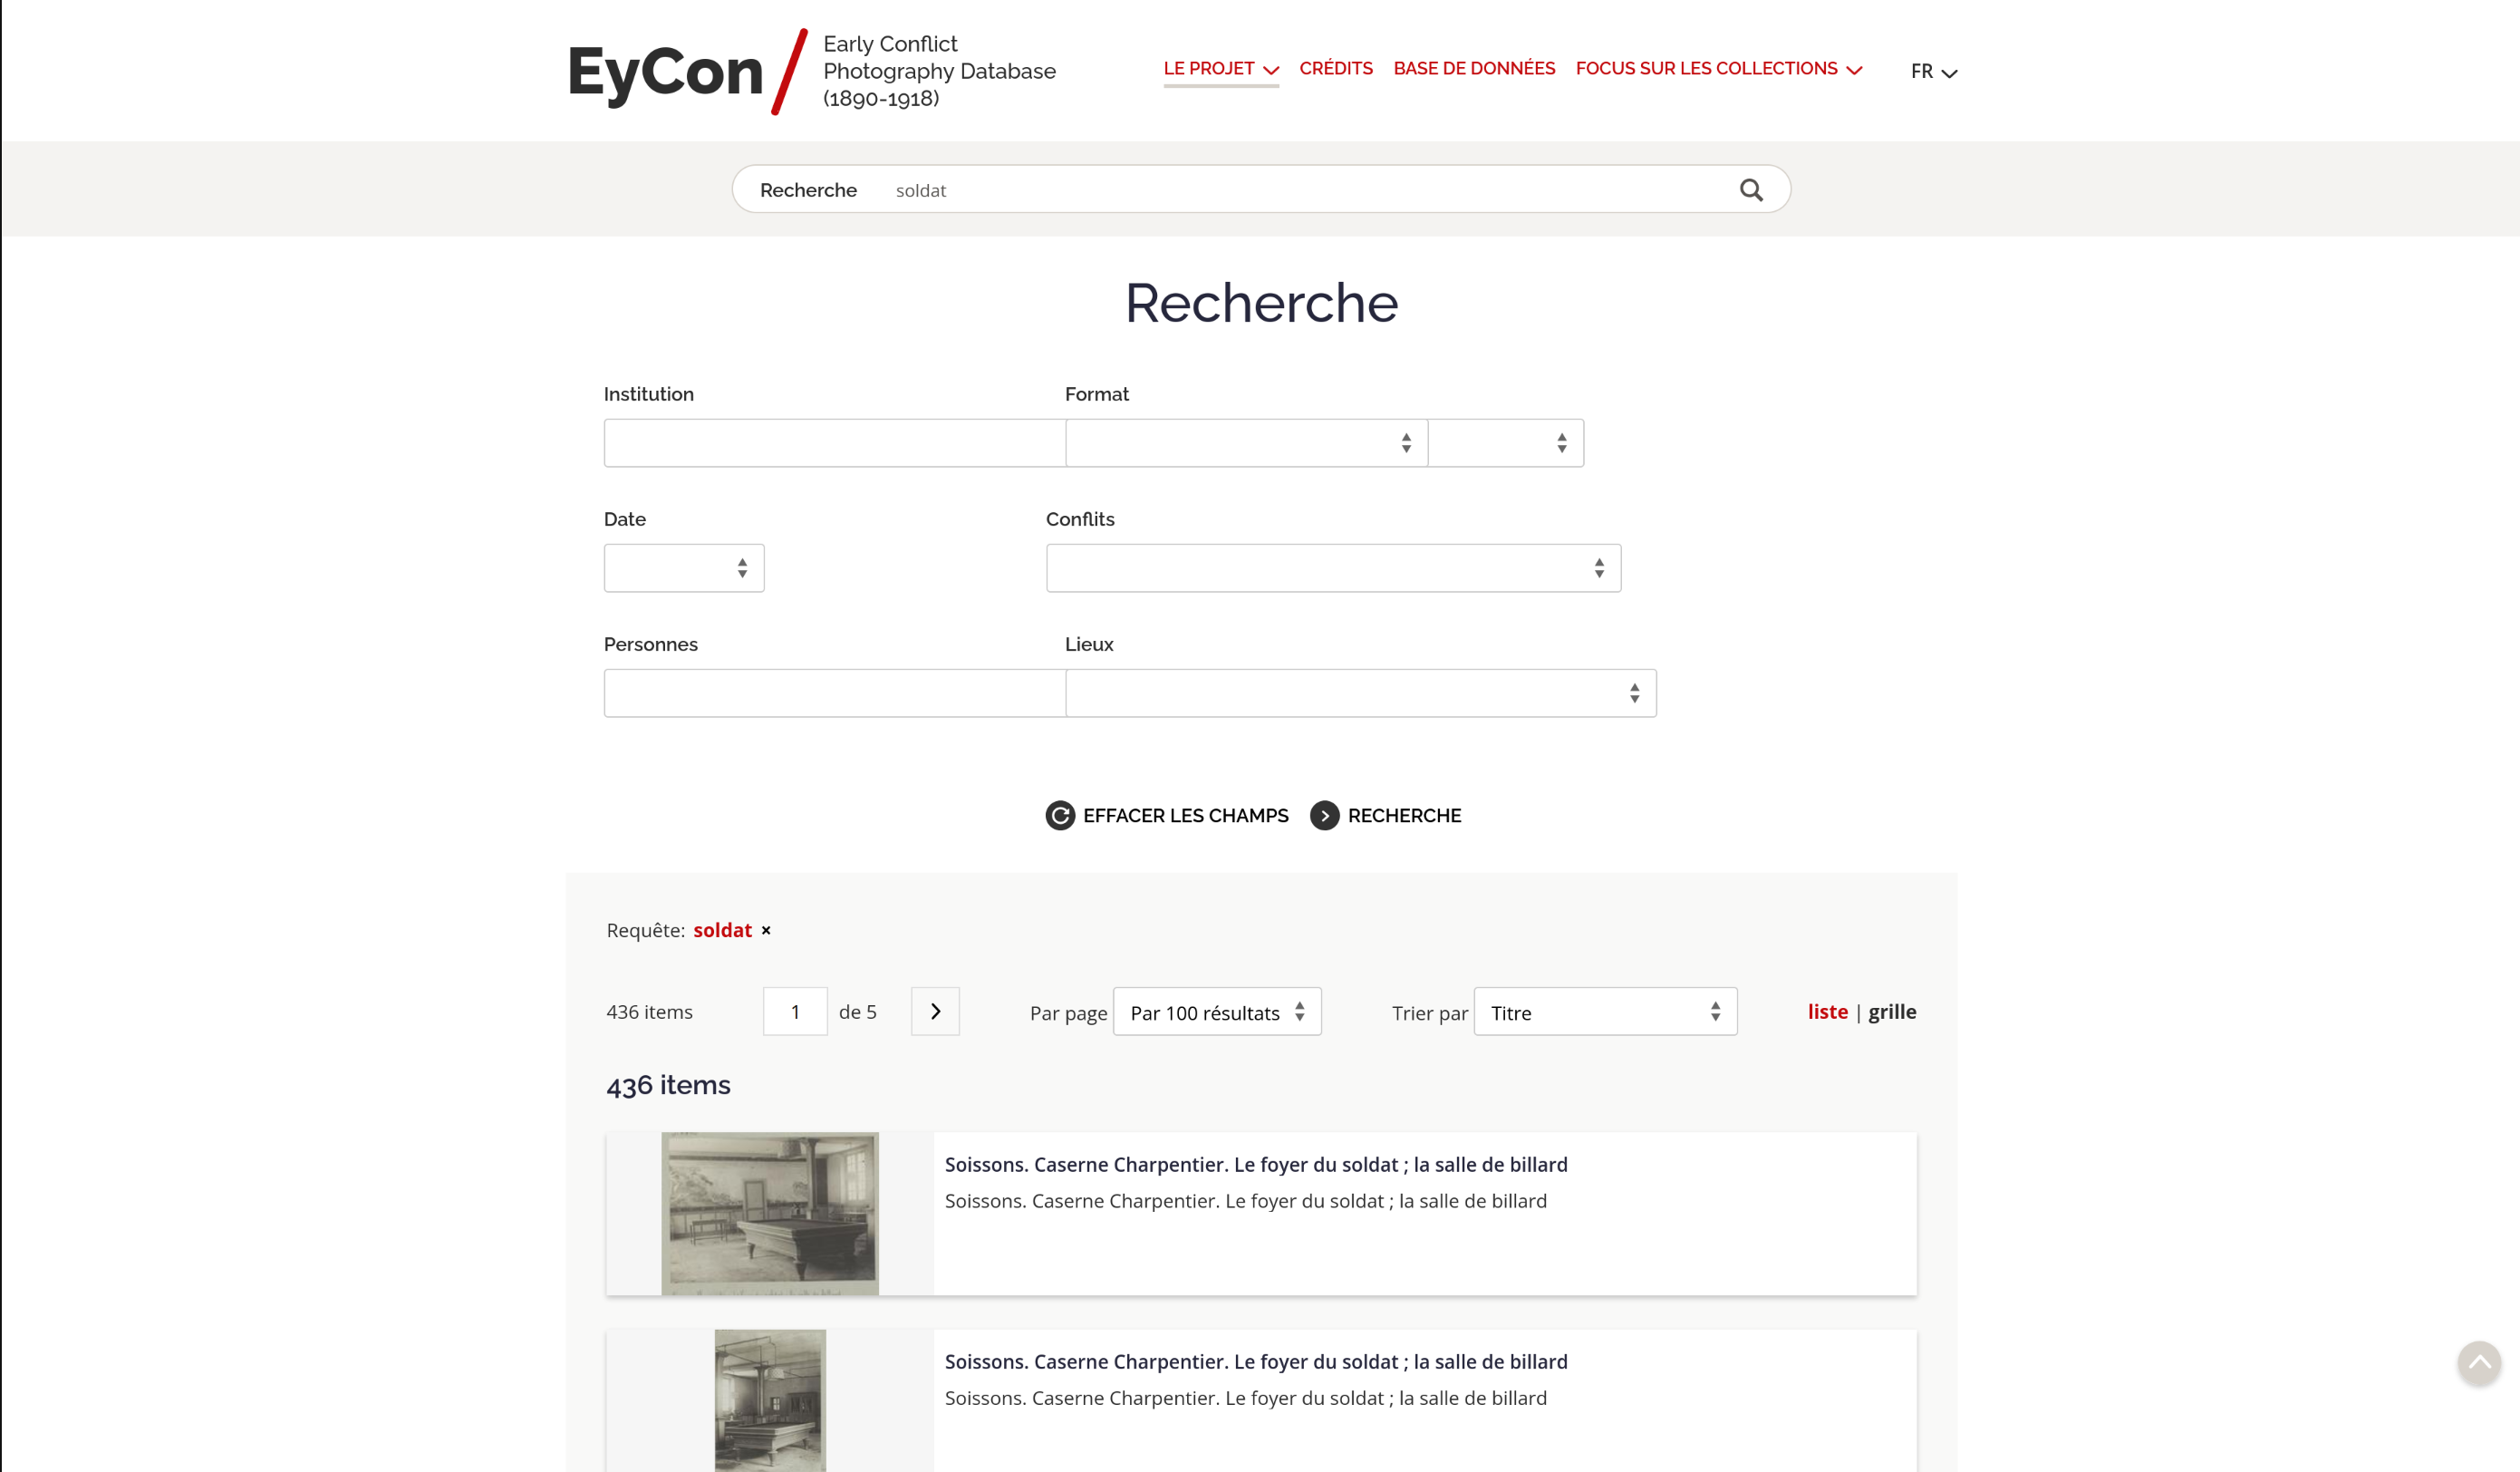 EyCon/
Early Conflict
Photography Database
(1890-1918)
LE PROJET CRÉDITS BASE DE DONNÉES FOCUS SUR LES COLLECTIONS FR
Recherche soldat
Recherche
Institution Format
Date Conflits
Personnes Lieux
EFFACER LES CHAMPS RECHERCHE
Requête: soldat ×
436 items 1 de 5 Par page Par 100 résultats Trier par Titre liste | grille
436 items
Soissons. Caserne Charpentier. Le foyer du soldat ; la salle de billard
Soissons. Caserne Charpentier. Le foyer du soldat ; la salle de billard
Soissons. Caserne Charpentier. Le foyer du soldat ; la salle de billard
Soissons. Caserne Charpentier. Le foyer du soldat ; la salle de billard